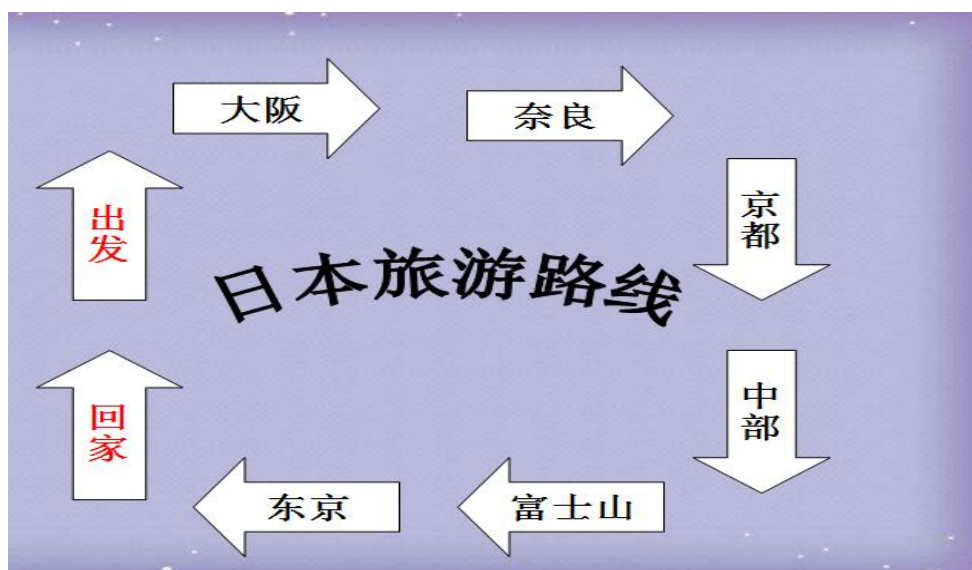 大阪
奈良
出发
京都
日本旅游路线
中部
回家
东京
富士山